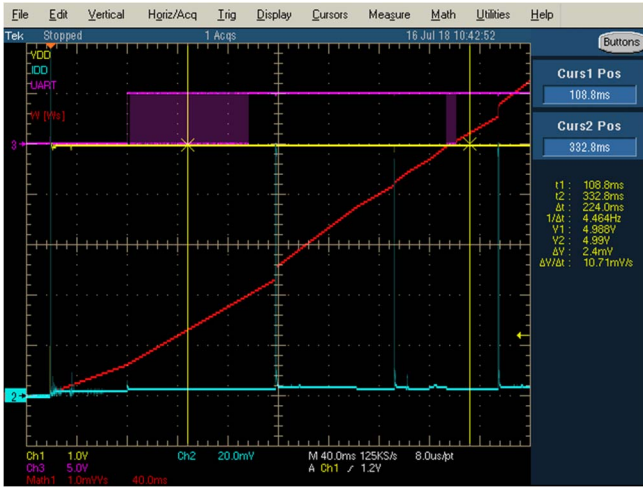 File Edit Vertical Horiz/Acq Trig Display Cursors Measure Math Utilities Help
Tek Stopped 1 Acqs 16 Jul 18 10:42:52
Buttons
VDD
IDD
UART
Curs1 Pos
108.8ms
Curs2 Pos
332.8ms
3
t1: 108.8ms
t2: 332.8ms
Δt: 224.0ms
1/Δt: 4.464Hz
V1: 4.988V
V2: 4.99V
ΔV: 2.4mV
ΔV/Δt: 10.71mV/s
2
Ch1 1.0V Ch2 20.0mV M 40.0ms 125KS/s 8.0us/pt
Ch3 5.0V A Ch1 / 1.2V
Math1 1.0mVVs 40.0ms